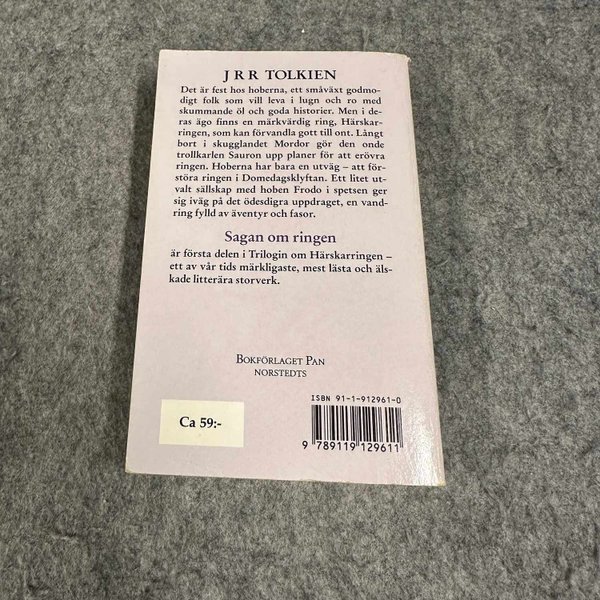 J R R TOLKIEN
Det är fest hos hoberna, ett småväxt godmo-
digt folk som vill leva i lugn och ro med
skummande öl och goda historier. Men i de-
ras ägo finns en märkvärdig ring, Härskar-
ringen, som kan förvandla gott till ont. Långt
bort i skugglandet Mordor gör den onde
trollkarlen Sauron upp planer för att erövra
ringen. Hoberna har bara en utväg – att för-
störa ringen i Domedagsklyftan. Ett litet ut-
valt sällskap med hoben Frodo i spetsen ger
sig iväg på det ödesdigra uppdraget, en vand-
ring fylld av äventyr och fasor.
Sagan om ringen
är första delen i Trilogin om Härskarringen –
ett av vår tids märkligaste, mest lästa och äls-
kade litterära storverk.
BOKFÖRLAGET PAN
NORSTEDTS
ISBN 91-1-912961-0
Ca 59:-
9 789119 129611